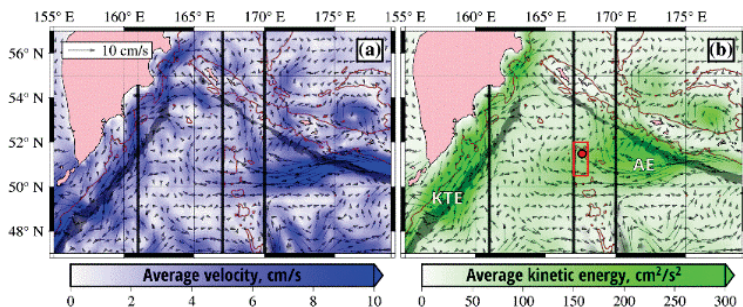 155° E 160° E 165° E 170° E 175° E 155° E 160° E 165° E 170° E 175° E
10 cm/s
(a)
(b)
56° N
54° N
52° N
50° N
48° N
KTE
AE
Average velocity, cm/s
Average kinetic energy, cm²/s²
0 2 4 6 8 10
0 50 100 150 200 250 300